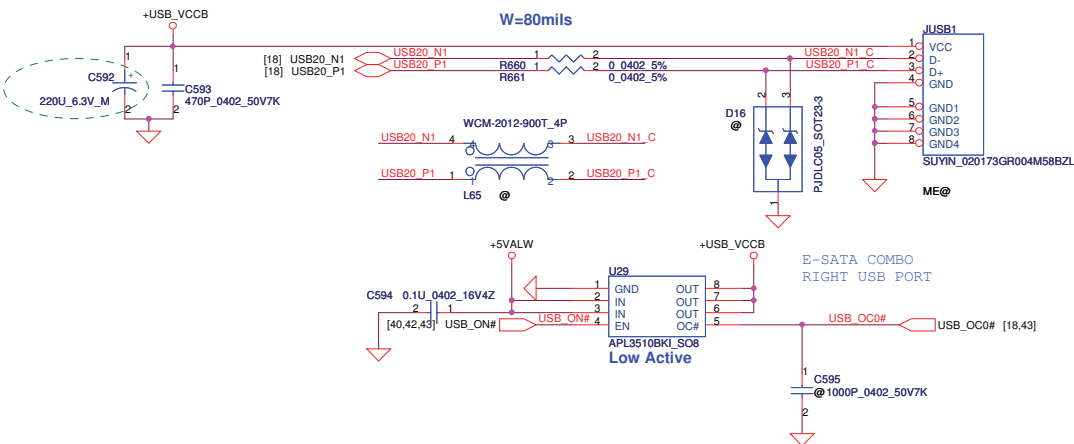 +USB_VCCB
W=80mils
JUSB1
[18] USB20_N1
USB20_N1
1
2
USB20_N1_C
1
VCC
[18] USB20_P1
USB20_P1
R660
0_0402_5%
2
D-
1
2
USB20_P1_C
3
D+
R661
0_0402_5%
4
GND
C592
1
+
220U_6.3V_M
2
1
C593
470P_0402_50V7K
2
5
GND1
6
GND2
7
GND3
8
GND4
SUYIN_020173GR004M58BZL
ME@
2
3
D16
@
PJDLC05_SOT23-3
1
WCM-2012-900T_4P
USB20_N1
4
4
3
3
USB20_N1_C
USB20_P1
1
1
2
2
USB20_P1_C
L65
@
+5VALW
+USB_VCCB
E-SATA COMBO
RIGHT USB PORT
U29
1
GND
OUT
8
2
IN
OUT
7
3
IN
OUT
6
4
EN
OC#
5
APL3510BKI_SO8
Low Active
C594
0.1U_0402_16V4Z
2
1
[40,42,43] USB_ON#
USB_ON#
USB_OC0#
USB_OC0# [18,43]
1
C595
@ 1000P_0402_50V7K
2